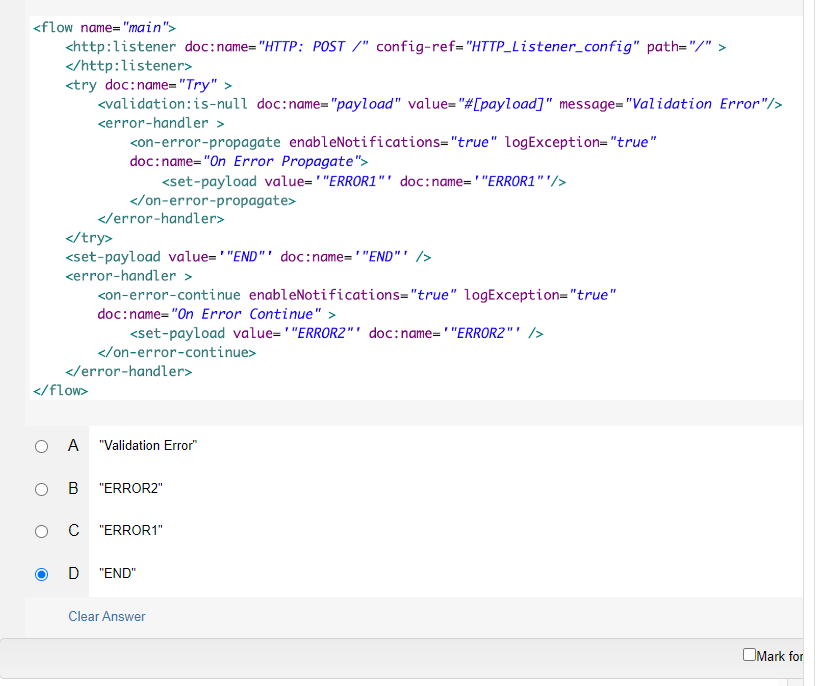 <flow name="main">
<http:listener doc:name="HTTP: POST /" config-ref="HTTP_Listener_config" path="/" >
</http:listener>
<try doc:name="Try" >
<validation:is-null doc:name="payload" value="#[payload]" message="Validation Error"/>
<error-handler >
<on-error-propagate enableNotifications="true" logException="true"
doc:name="On Error Propagate">
<set-payload value='"ERROR1"' doc:name='"ERROR1"'/>
</on-error-propagate>
</error-handler>
</try>
<set-payload value='"END"' doc:name='"END"' />
<error-handler >
<on-error-continue enableNotifications="true" logException="true"
doc:name="On Error Continue" >
<set-payload value='"ERROR2"' doc:name='"ERROR2"' />
</on-error-continue>
</error-handler>
</flow>
A "Validation Error"
B "ERROR2"
C "ERROR1"
D "END"
Clear Answer
Mark for